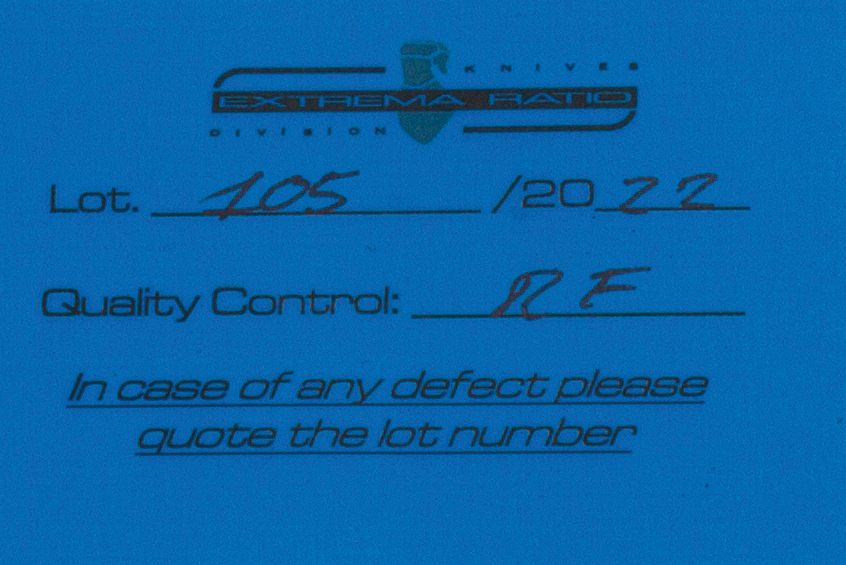 KNIVES
EXTREMA RATIO
DIVISION
Lot. 105 /2022
Quality Control: RF
In case of any defect please
quote the lot number